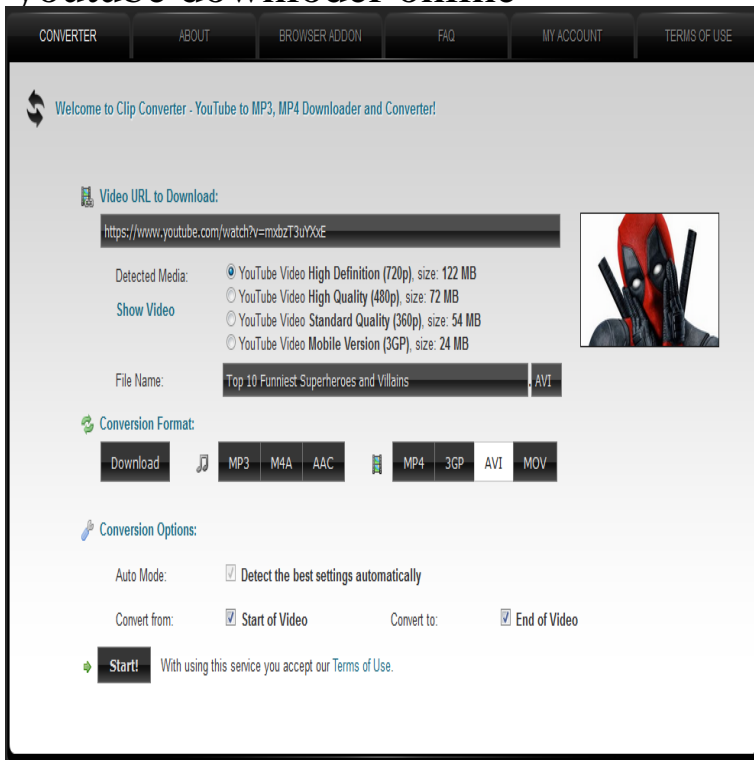 youtube downloder online
CONVERTER ABOUT BROWSER ADDON FAQ MY ACCOUNT TERMS OF USE
Welcome to Clip Converter - YouTube to MP3, MP4 Downloader and Converter!
Video URL to Download:
https://www.youtube.com/watch?v=mxbzT3uYXxE
Detected Media:
Show Video
YouTube Video High Definition (720p), size: 122 MB
YouTube Video High Quality (480p), size: 72 MB
YouTube Video Standard Quality (360p), size: 54 MB
YouTube Video Mobile Version (3GP), size: 24 MB
File Name: Top 10 Funniest Superheroes and Villains . AVI
Conversion Format:
Download MP3 M4A AAC MP4 3GP AVI MOV
Conversion Options:
Auto Mode: Detect the best settings automatically
Convert from: Start of Video Convert to: End of Video
Start! With using this service you accept our Terms of Use.